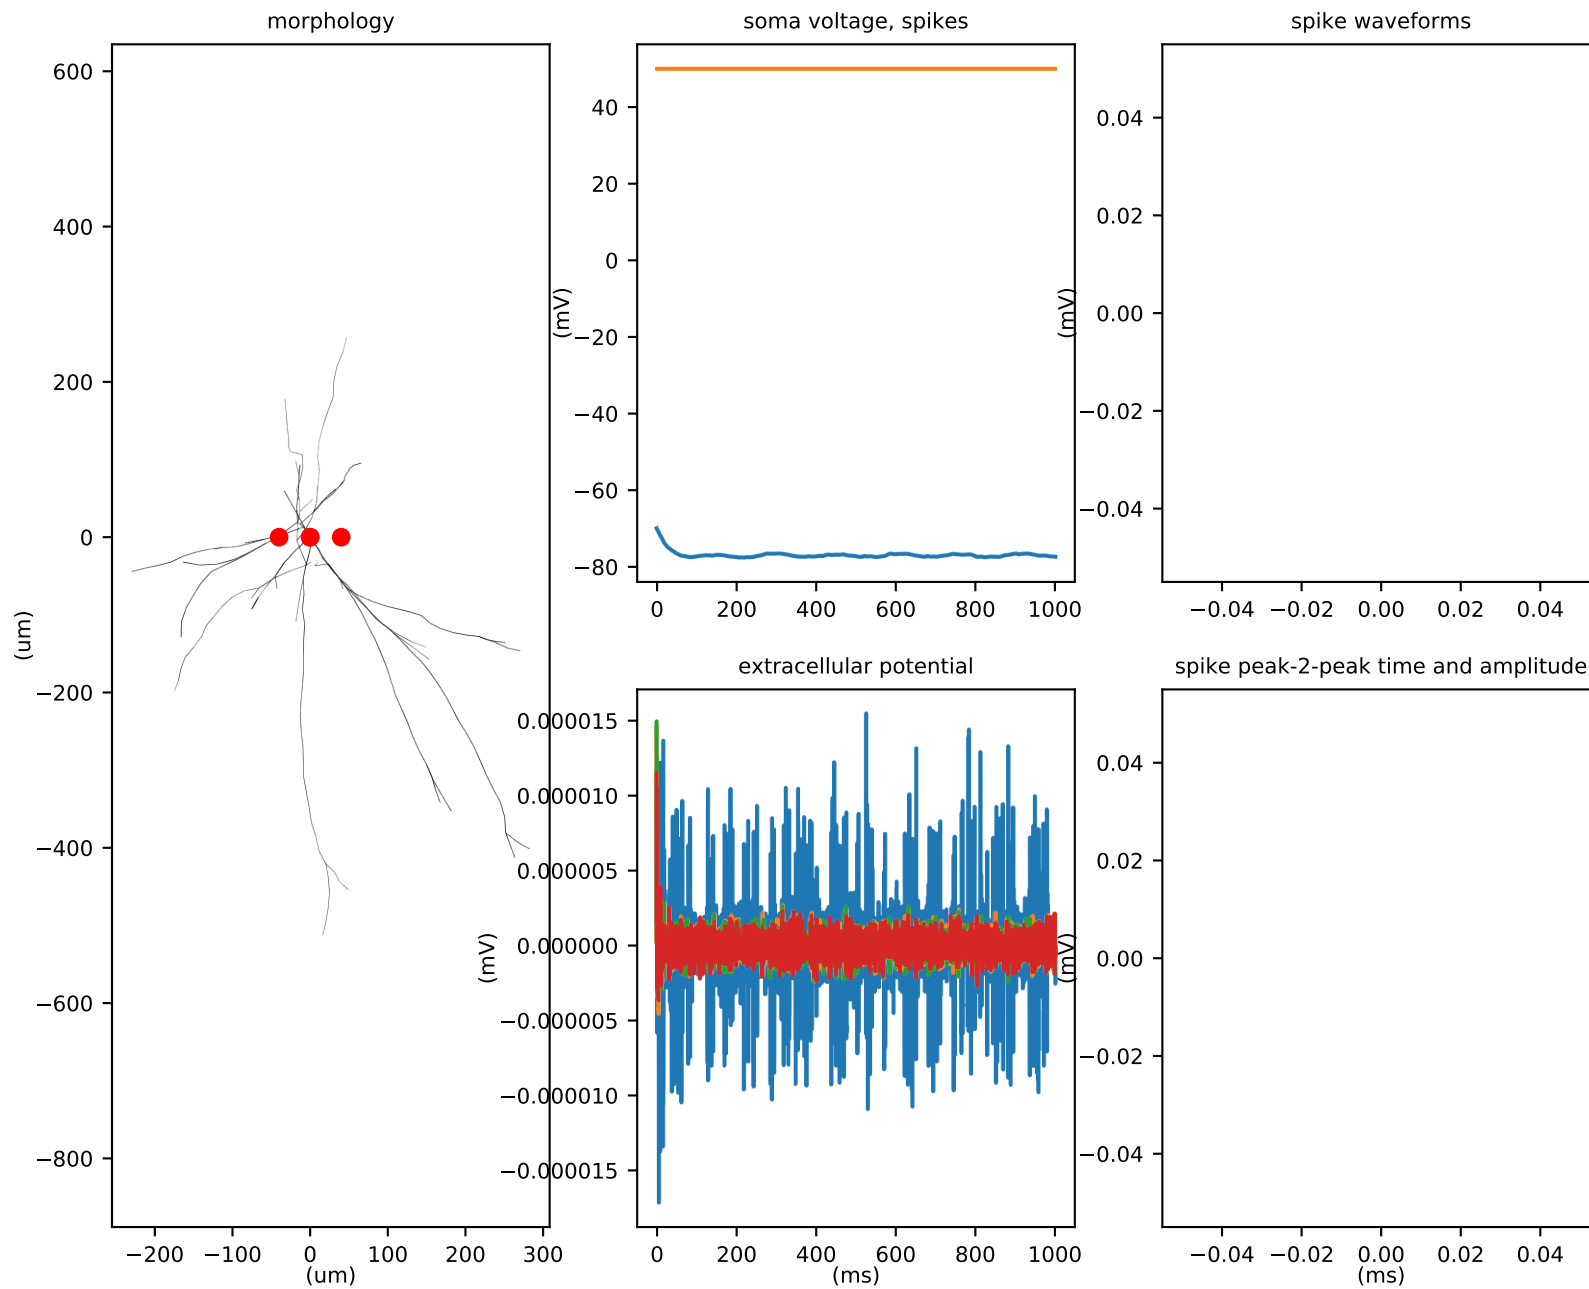 morphology
600
400
200
0
−200
−400
−600
−800
(um)
−200 −100 0 100 200 300
(um)
soma voltage, spikes
40
20
0
−20
−40
−60
−80
(mV)
0 200 400 600 800 1000
spike waveforms
0.04
0.02
0.00
−0.02
−0.04
(mV)
−0.04 −0.02 0.00 0.02 0.04
extracellular potential
0.000015
0.000010
0.000005
0.000000
−0.000005
−0.000010
−0.000015
(mV)
0 200 400 600 800 1000
(ms)
spike peak-2-peak time and amplitude
0.04
0.02
0.00
−0.02
−0.04
(mV)
−0.04 −0.02 0.00 0.02 0.04
(ms)